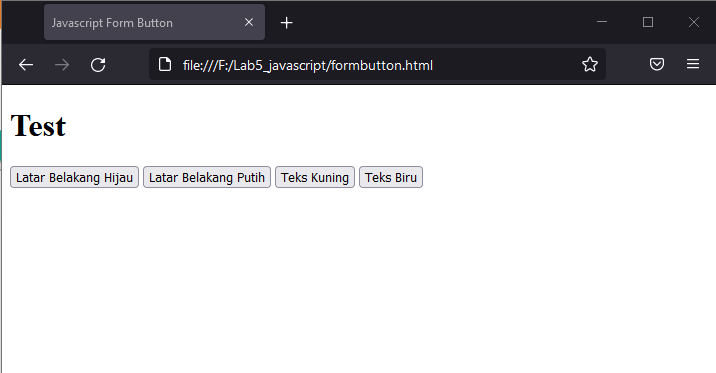 Javascript Form Button
file:///F:/Lab5_javascript/formbutton.html
Test
Latar Belakang Hijau Latar Belakang Putih Teks Kuning Teks Biru